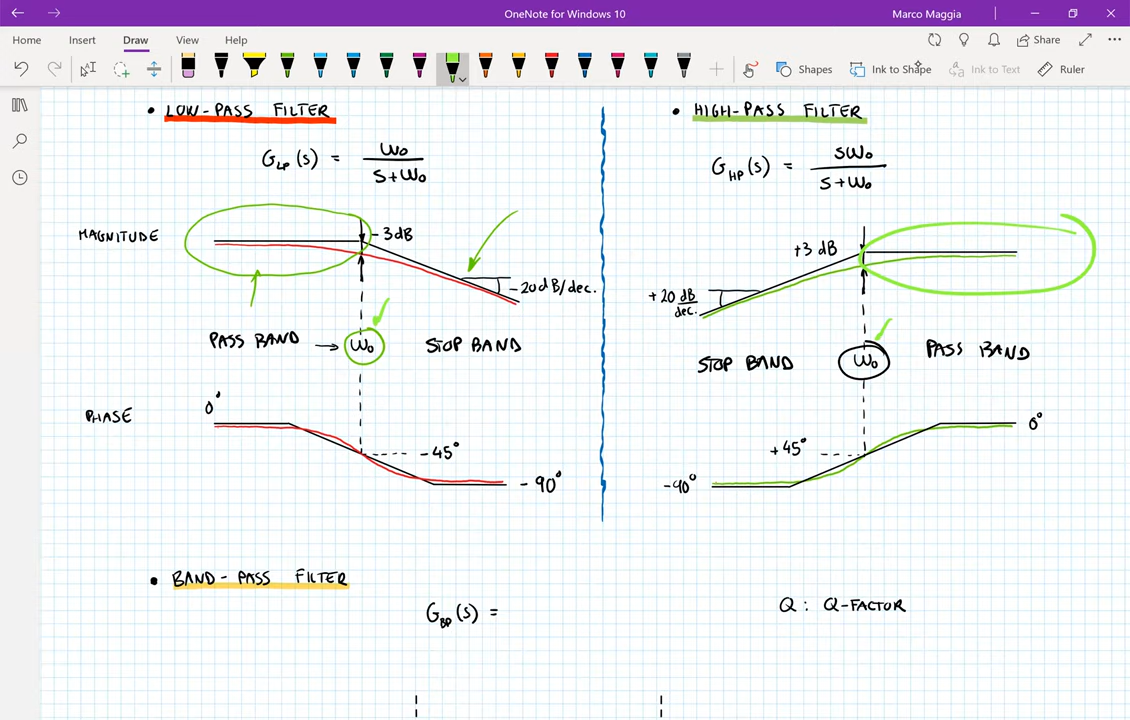 OneNote for Windows 10
Marco Maggia
Home Insert Draw View Help
Share
Shapes Ink to Shape Ink to Text Ruler
• LOW-PASS FILTER
G_LP(s) = ω₀ / (s+ω₀)
MAGNITUDE
-3dB
-20dB/dec.
PASS BAND → ω₀ STOP BAND
PHASE
0°
-45°
-90°
• HIGH-PASS FILTER
G_HP(s) = sω₀ / (s+ω₀)
+3 dB
+20 dB/dec.
STOP BAND ω₀ PASS BAND
0°
+45°
-90°
• BAND-PASS FILTER
G_BP(s) =
Q: Q-FACTOR